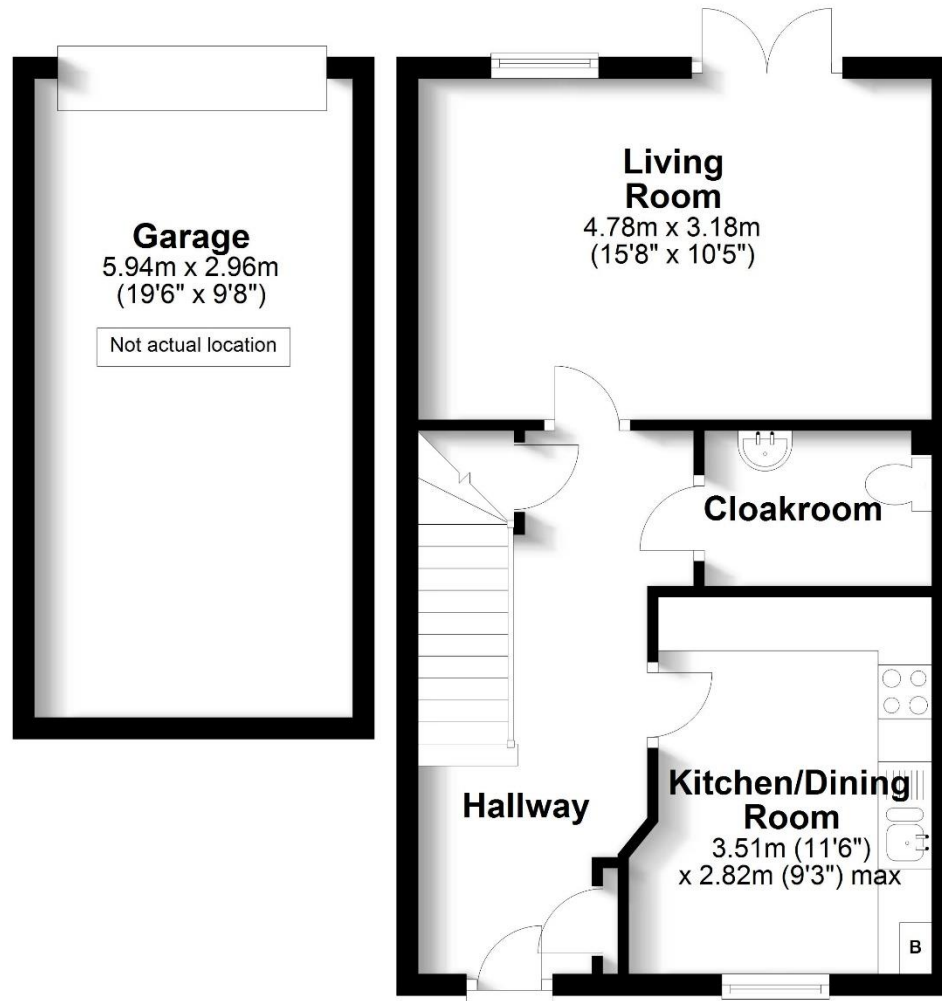 Garage
5.94m x 2.96m
(19'6" x 9'8")
Not actual location
Living
Room
4.78m x 3.18m
(15'8" x 10'5")
Cloakroom
Hallway
Kitchen/Dining
Room
3.51m (11'6")
x 2.82m (9'3") max
B